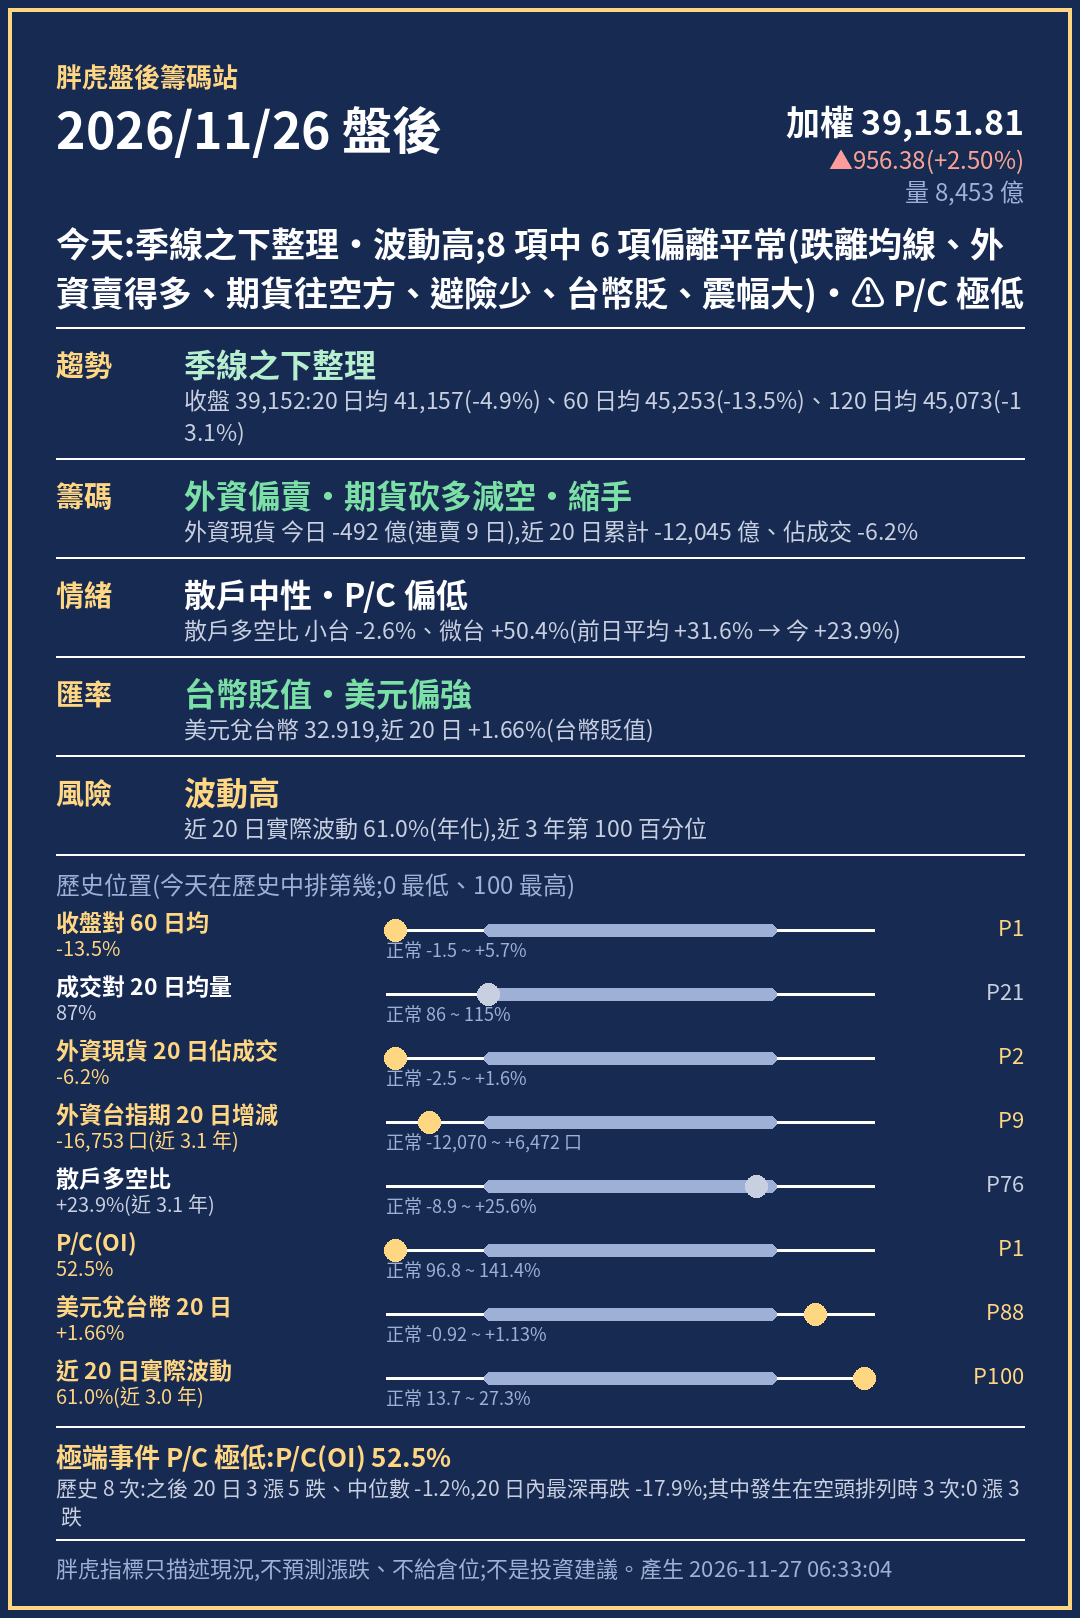 胖虎盤後籌碼站
2026/11/26 盤後
加權 39,151.81
▲956.38(+2.50%)
量 8,453 億
今天:季線之下整理・波動高;8 項中 6 項偏離平常(跌離均線、外
資賣得多、期貨往空方、避險少、台幣貶、震幅大)・⚠ P/C 極低
趨勢
季線之下整理
收盤 39,152:20 日均 41,157(-4.9%)、60 日均 45,253(-13.5%)、120 日均 45,073(-1
3.1%)
籌碼
外資偏賣・期貨砍多減空・縮手
外資現貨 今日 -492 億(連賣 9 日),近 20 日累計 -12,045 億、佔成交 -6.2%
情緒
散戶中性・P/C 偏低
散戶多空比 小台 -2.6%、微台 +50.4%(前日平均 +31.6% → 今 +23.9%)
匯率
台幣貶值・美元偏強
美元兌台幣 32.919,近 20 日 +1.66%(台幣貶值)
風險
波動高
近 20 日實際波動 61.0%(年化),近 3 年第 100 百分位
歷史位置(今天在歷史中排第幾;0 最低、100 最高)
收盤對 60 日均
-13.5%
正常 -1.5 ~ +5.7%
P1
成交對 20 日均量
87%
正常 86 ~ 115%
P21
外資現貨 20 日佔成交
-6.2%
正常 -2.5 ~ +1.6%
P2
外資台指期 20 日增減
-16,753 口(近 3.1 年)
正常 -12,070 ~ +6,472 口
P9
散戶多空比
+23.9%(近 3.1 年)
正常 -8.9 ~ +25.6%
P76
P/C(OI)
52.5%
正常 96.8 ~ 141.4%
P1
美元兌台幣 20 日
+1.66%
正常 -0.92 ~ +1.13%
P88
近 20 日實際波動
61.0%(近 3.0 年)
正常 13.7 ~ 27.3%
P100
極端事件 P/C 極低:P/C(OI) 52.5%
歷史 8 次:之後 20 日 3 漲 5 跌、中位數 -1.2%,20 日內最深再跌 -17.9%;其中發生在空頭排列時 3 次:0 漲 3
跌
胖虎指標只描述現況,不預測漲跌、不給倉位;不是投資建議。產生 2026-11-27 06:33:04